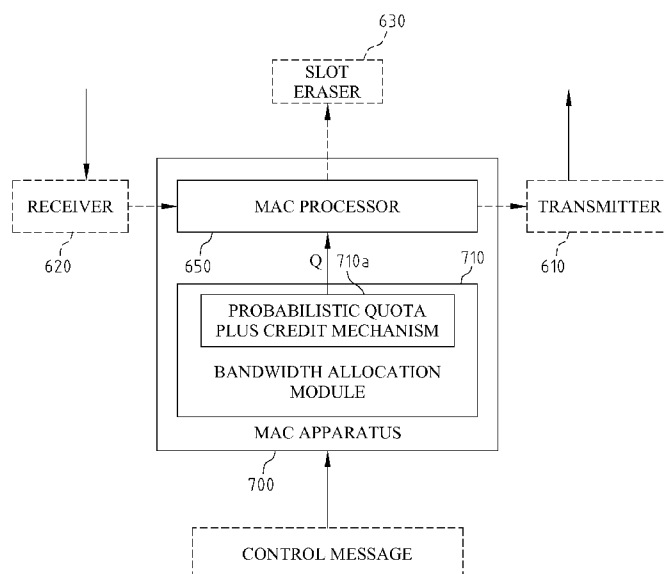 630
SLOT
ERASER
RECEIVER
620
MAC PROCESSOR
650
TRANSMITTER
610
Q
710a
710
PROBABILISTIC QUOTA
PLUS CREDIT MECHANISM
BANDWIDTH ALLOCATION
MODULE
MAC APPARATUS
700
CONTROL MESSAGE